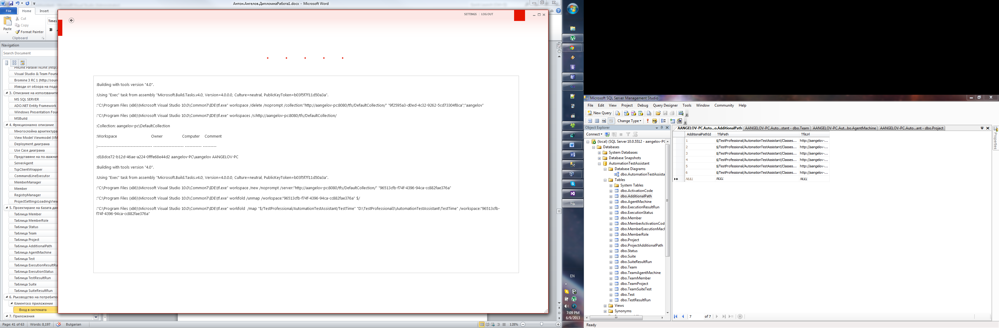 Антон.Ангелов.ДипломнаРабота1.docx - Microsoft Word
File Home Insert
Cut
Copy
Paste
Format Painter
Clipboard
Times
B
Navigation
Search Document
PNUnit Parallel NUnit (http:/
Visual Studio & Team Foun
Bromine 3 RC 1 (http://sour
Изводи от обзора на подо
3. Описание на използваните
MS SQL SERVER
ADO.NET Entity Framework
Windows Presentation Foun
MSBuild
4. Функционално описание
Многослойна архитектура
View Model Viewmodel (VM
Deployment диаграма
Use Case диаграма
Представяне на по-важнит
ServerAgent
TcpClientWrapper
CommandLineExecutor
MemberManager
Member
RegistryManager
ProjectSettingsLoadingView
5. Проектиране на базата дан
Таблица Member
Таблица MemberRole
Таблица Status
Таблица Team
Таблица Project
Таблица AdditionalPath
Таблица AgentMachine
Таблица Test
Таблица ExecutionResultRu
Таблица ExecutionStatus
Таблица TestResultRun
Таблица Suite
Таблица SuiteResultRun
6. Ръководство на потребител
Клиентско приложение
Вход в системата
7. Приложения
Page: 41 of 63 Words: 8,197 Bulgarian
128%
SETTINGS | LOG OUT
:Building with tools version "4.0".
:Using "Exec" task from assembly "Microsoft.Build.Tasks.v4.0, Version=4.0.0.0, Culture=neutral, PublicKeyToken=b03f5f7f11d50a3a".
:"C:\Program Files (x86)\Microsoft Visual Studio 10.0\Common7\IDE\tf.exe" workspace /delete /noprompt /collection:"http://aangelov-pc:8080/tfs/DefaultCollection/" "9f2595a3-d0ed-4c32-9262-5cd73304f8ca";"aangelov"
:"C:\Program Files (x86)\Microsoft Visual Studio 10.0\Common7\IDE\tf.exe" workspaces /s:http://aangelov-pc:8080/tfs/DefaultCollection/
:Collection: aangelov-pc\DefaultCollection
:Workspace Owner Computer Comment
:------------------------------------ -------------------- ----------- ---------
:d18dce72-b12d-46ae-a224-0fffe68e44d2 aangelov-PC\aangelov AANGELOV-PC
:Building with tools version "4.0".
:Using "Exec" task from assembly "Microsoft.Build.Tasks.v4.0, Version=4.0.0.0, Culture=neutral, PublicKeyToken=b03f5f7f11d50a3a".
:"C:\Program Files (x86)\Microsoft Visual Studio 10.0\Common7\IDE\tf.exe" workspace /new /noprompt /server:"http://aangelov-pc:8080/tfs/DefaultCollection/" "96513cfb-f74f-4396-94ca-cc882fae376a"
:"C:\Program Files (x86)\Microsoft Visual Studio 10.0\Common7\IDE\tf.exe" workfold /unmap /workspace:"96513cfb-f74f-4396-94ca-cc882fae376a" $/
:"C:\Program Files (x86)\Microsoft Visual Studio 10.0\Common7\IDE\tf.exe" workfold /map "$/TestProfessional/AutomationTestAssistant/TestTime" "D:\TestProfessional3\AutomationTestAssistant\TestTime" /workspace:"96513cfb-
f74f-4396-94ca-cc882fae376a"
EN
7:09 PM
6/9/2013
Microsoft SQL Server Management Studio
File Edit View Project Debug Query Designer Tools Window Community Help
New Query
Change Type
Object Explorer
Connect
(local) (SQL Server 10.0.5512 - aangelov-PC
Databases
System Databases
Database Snapshots
AutomationTestAssistant
Database Diagrams
dbo.AutomationTestAssista
Tables
System Tables
dbo.ActivationCode
dbo.AdditionalPath
dbo.AgentMachine
dbo.ExecutionResultRun
dbo.ExecutionStatus
dbo.Member
dbo.MemberActivationCod
dbo.MemberExecutionMach
dbo.MemberRole
dbo.Project
dbo.ProjectAdditionalPath
dbo.Status
dbo.Suite
dbo.SuiteResultRun
dbo.Team
dbo.TeamAgentMachine
dbo.TeamMember
dbo.TeamProject
dbo.TeamSuiteTest
dbo.Test
dbo.TestResultRun
Views
Synonyms
AANGELOV-PC.Auto...o.AdditionalPath AANGELOV-PC.Auto...stant - dbo.Team AANGELOV-PC.Aut...bo.AgentMachine AANGELOV-PC.Auto...ant - dbo.Project
AdditionalPathId TfsPath TfsUrl
1 $/TestProfessional/AutomationTestAssistant/Classes... http://aangelov-...
2 $/TestProfessional/AutomationTestAssistant/Classes... http://aangelov-...
3 $/TestProfessional/AutomationTestAssistant/Classes... http://aangelov-...
4 $/TestProfessional/AutomationTestAssistant/Classes... http://aangelov-...
5 $/TestProfessional/AutomationTestAssistant/Classes... http://aangelov-...
6 $/TestProfessional/AutomationTestAssistant/Classes... http://aangelov-...
NULL NULL NULL
7 of 7
Properties
Ready